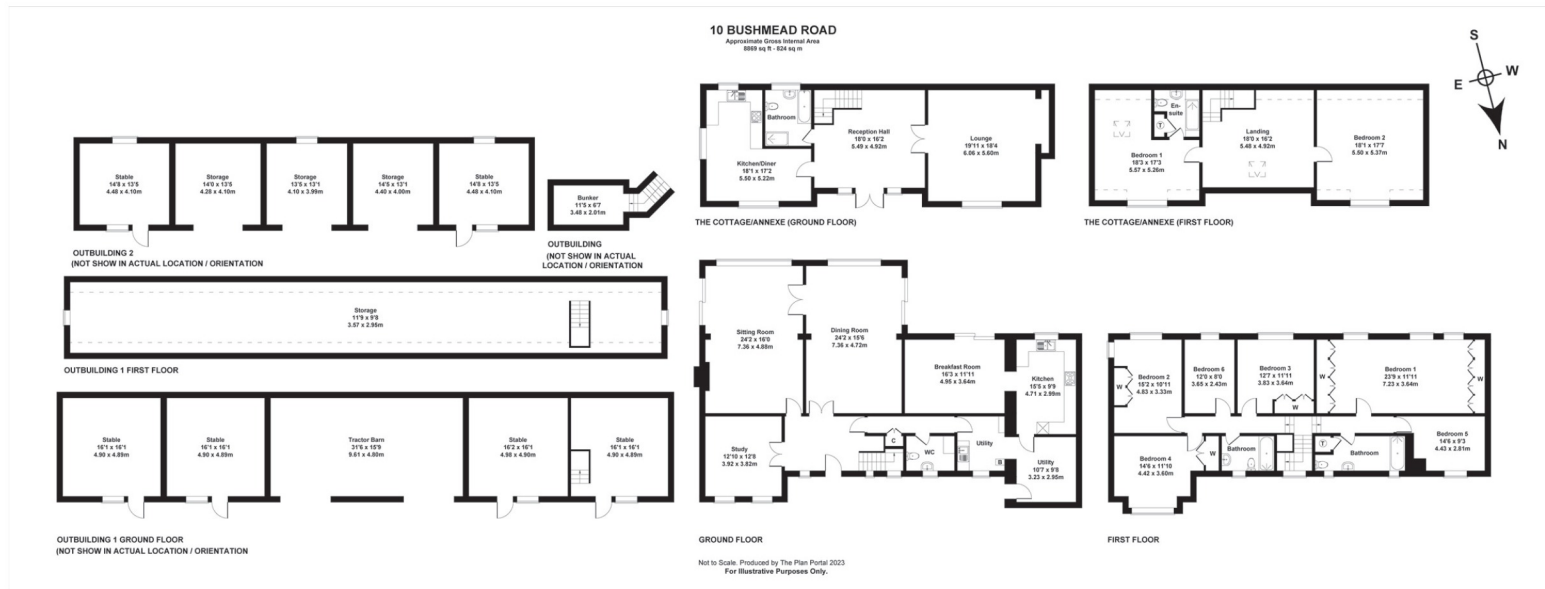 10 BUSHMEAD ROAD
Approximate Gross Internal Area
8869 sq ft - 824 sq m
S
E
W
N
Stable
14'8 x 13'5
4.48 x 4.10m
Storage
14'0 x 13'5
4.28 x 4.10m
Storage
13'5 x 13'1
4.10 x 3.99m
Storage
14'5 x 13'1
4.40 x 4.00m
Stable
14'8 x 13'5
4.48 x 4.10m
OUTBUILDING 2
(NOT SHOW IN ACTUAL LOCATION / ORIENTATION
Bunker
11'5 x 6'7
3.48 x 2.01m
OUTBUILDING
(NOT SHOW IN ACTUAL
LOCATION / ORIENTATION
Kitchen/Diner
18'1 x 17'2
5.50 x 5.22m
Bathroom
Reception Hall
18'0 x 16'2
5.49 x 4.92m
Lounge
19'11 x 18'4
6.06 x 5.60m
THE COTTAGE/ANNEXE (GROUND FLOOR)
Bedroom 1
18'3 x 17'3
5.57 x 5.26m
En-
suite
T
Landing
18'0 x 16'2
5.48 x 4.92m
Bedroom 2
18'1 x 17'7
5.50 x 5.37m
THE COTTAGE/ANNEXE (FIRST FLOOR)
Storage
11'9 x 9'8
3.57 x 2.95m
OUTBUILDING 1 FIRST FLOOR
Stable
16'1 x 16'1
4.90 x 4.89m
Stable
16'1 x 16'1
4.90 x 4.89m
Tractor Barn
31'6 x 15'9
9.61 x 4.80m
Stable
16'2 x 16'1
4.98 x 4.90m
Stable
16'1 x 16'1
4.90 x 4.89m
OUTBUILDING 1 GROUND FLOOR
(NOT SHOW IN ACTUAL LOCATION / ORIENTATION
Sitting Room
24'2 x 16'0
7.36 x 4.88m
Dining Room
24'2 x 15'6
7.36 x 4.72m
Breakfast Room
16'3 x 11'11
4.95 x 3.64m
Kitchen
15'5 x 9'9
4.71 x 2.99m
Study
12'10 x 12'6
3.92 x 3.82m
C
WC
Utility
B
Utility
10'7 x 9'8
3.23 x 2.95m
GROUND FLOOR
Bedroom 2
15'2 x 10'11
4.83 x 3.33m
W
Bedroom 6
12'0 x 8'0
3.65 x 2.43m
Bedroom 3
12'7 x 11'11
3.83 x 3.64m
W
W
Bedroom 1
23'9 x 11'11
7.23 x 3.64m
W
Bedroom 4
14'6 x 11'10
4.42 x 3.60m
W
Bathroom
T
Bathroom
Bedroom 5
14'6 x 9'3
4.43 x 2.81m
FIRST FLOOR
Not to Scale. Produced by The Plan Portal 2023
For Illustrative Purposes Only.